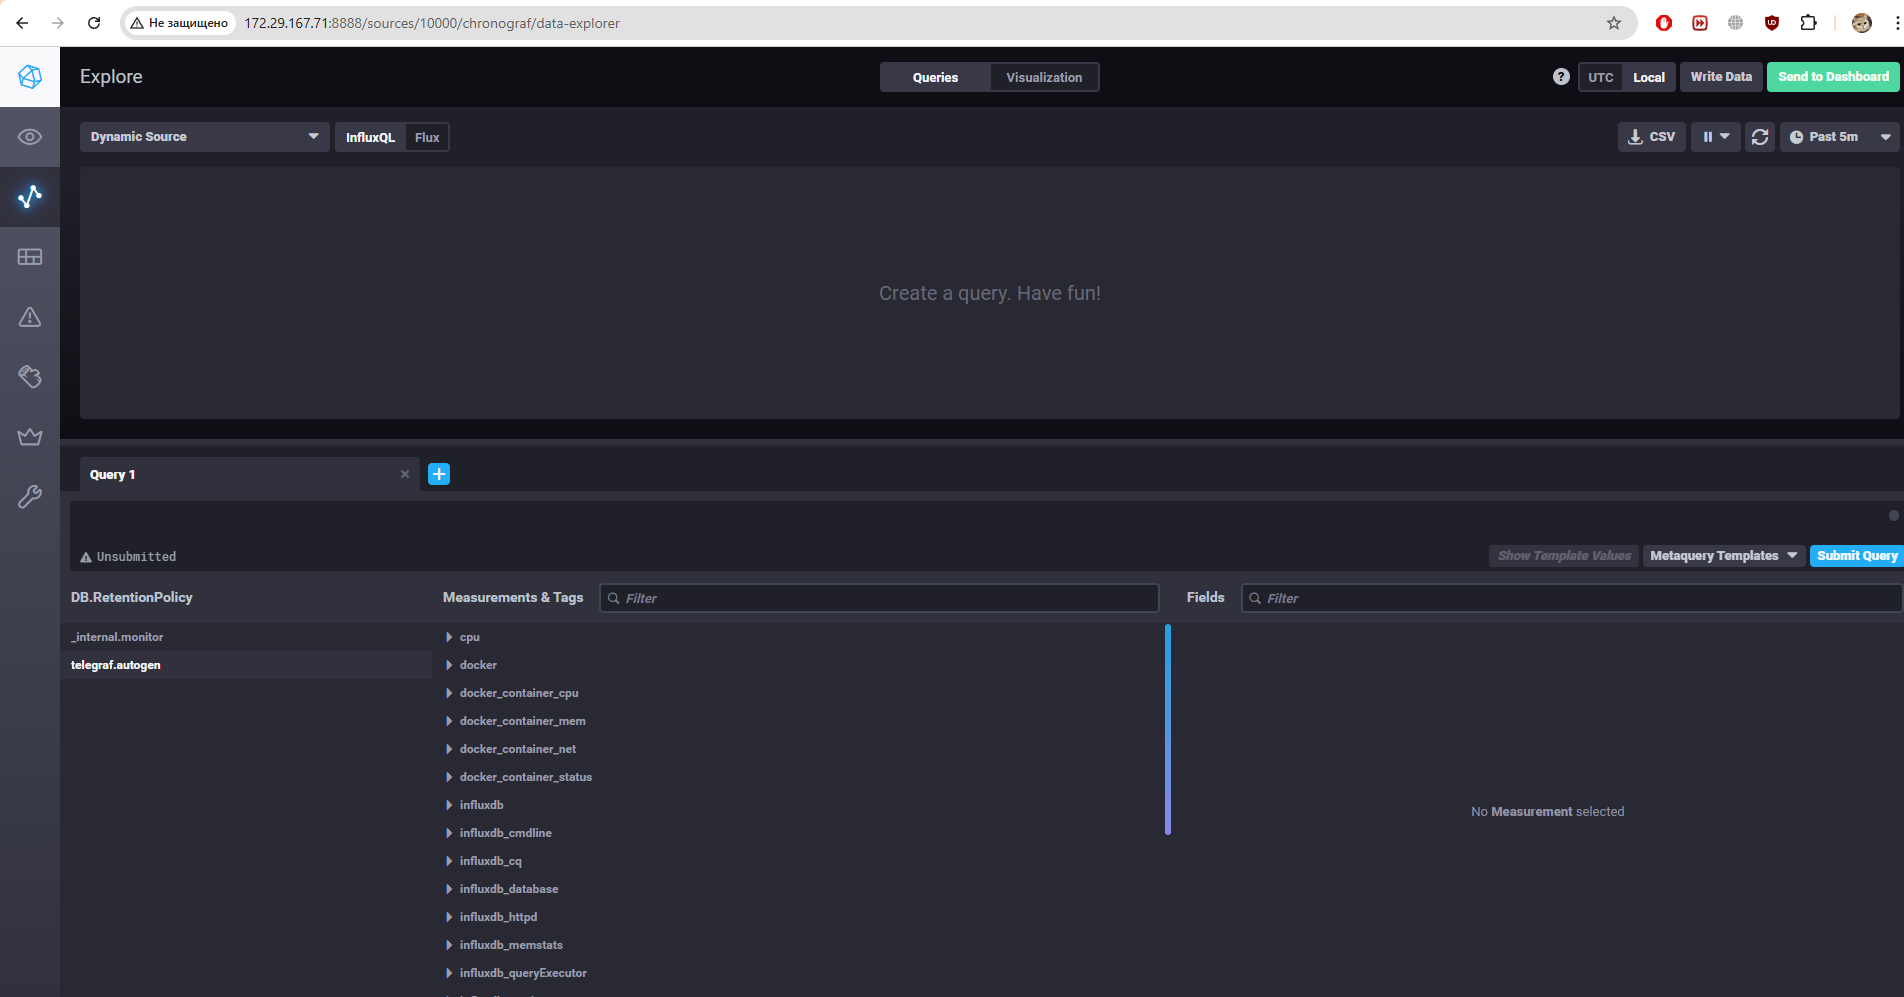 Не защищено
172.29.167.71:8888/sources/10000/chronograf/data-explorer
Explore
Queries
Visualization
?
UTC
Local
Write Data
Send to Dashboard
Dynamic Source
InfluxQL
Flux
CSV
Past 5m
Create a query. Have fun!
Query 1
Unsubmitted
Show Template Values
Metaquery Templates
Submit Query
DB.RetentionPolicy
Measurements & Tags
Filter
Fields
Filter
_internal.monitor
telegraf.autogen
cpu
docker
docker_container_cpu
docker_container_mem
docker_container_net
docker_container_status
influxdb
influxdb_cmdline
influxdb_cq
influxdb_database
influxdb_httpd
influxdb_memstats
influxdb_queryExecutor
No Measurement selected